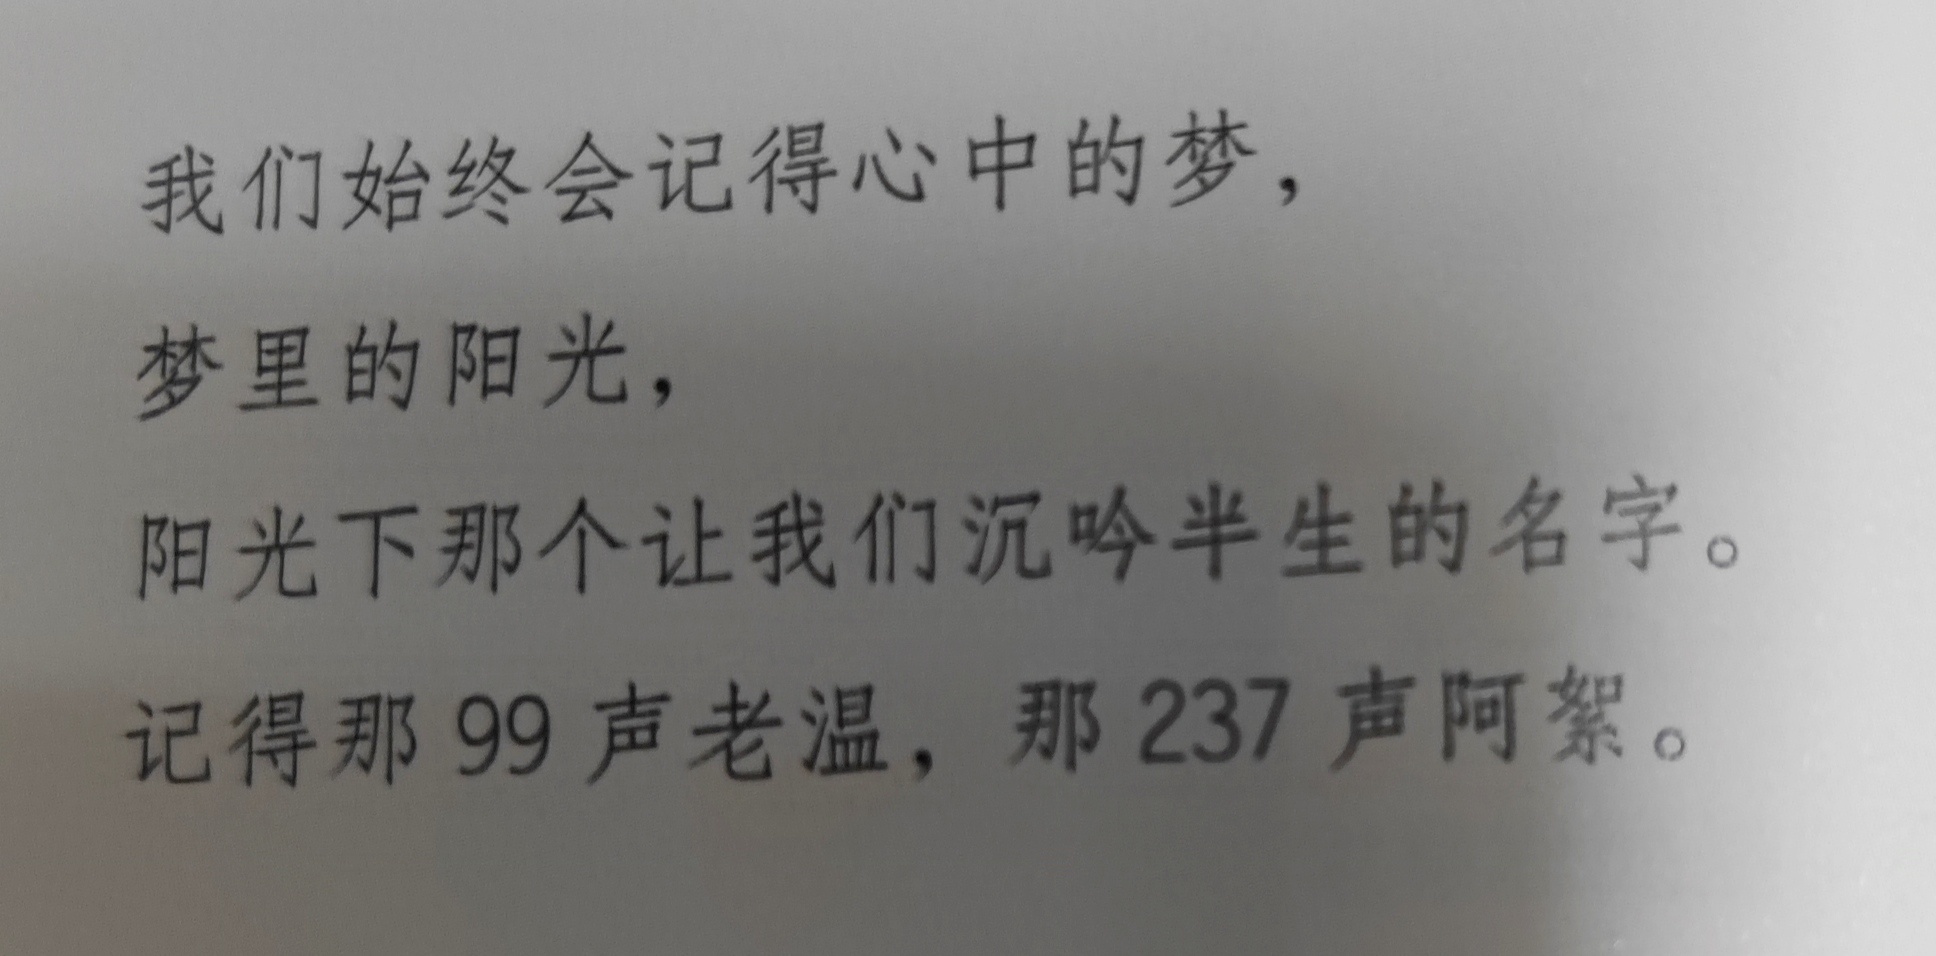 我们始终会记得心中的梦，
梦里的阳光，
阳光下那个让我们沉吟半生的名字。
记得那 99 声老温，那 237 声阿絮。